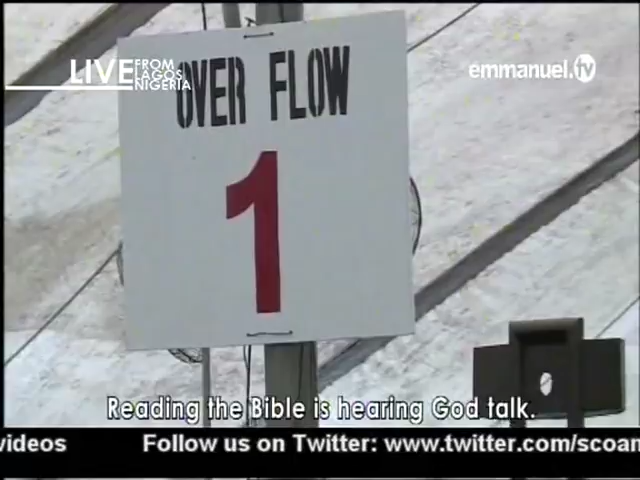 LIVE FROM
LAGOS
NIGERIA
emmanuel.tv
OVER FLOW
1
Reading the Bible is hearing God talk.
videos Follow us on Twitter: www.twitter.com/scoan